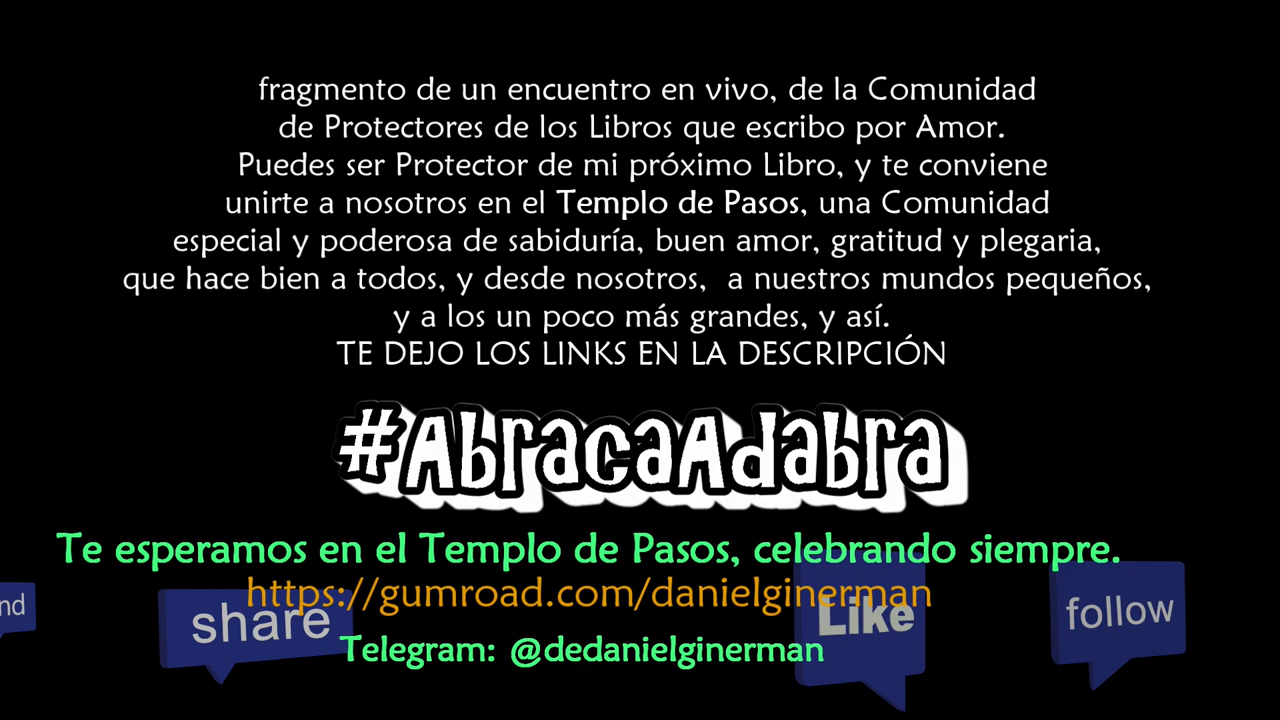 fragmento de un encuentro en vivo, de la Comunidad
de Protectores de los Libros que escribo por Amor.
Puedes ser Protector de mi próximo Libro, y te conviene
unirte a nosotros en el Templo de Pasos, una Comunidad
especial y poderosa de sabiduría, buen amor, gratitud y plegaria,
que hace bien a todos, y desde nosotros, a nuestros mundos pequeños,
y a los un poco más grandes, y así.
TE DEJO LOS LINKS EN LA DESCRIPCIÓN
#AbracaAdabra
Te esperamos en el Templo de Pasos, celebrando siempre.
https://gumroad.com/danielginerman
nd
share
Like
follow
Telegram: @dedanielginerman